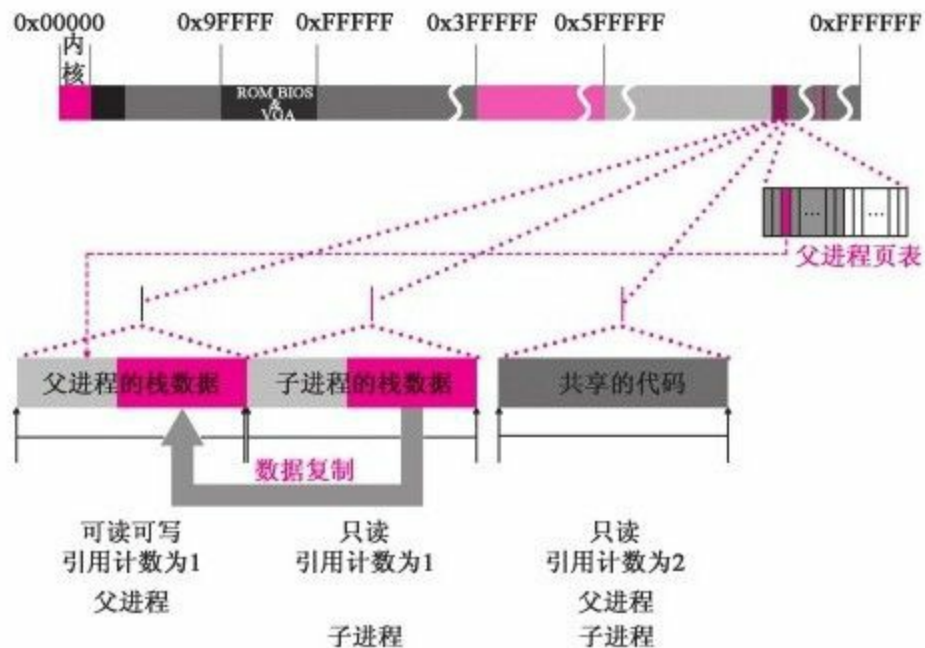 0x00000 0x9FFFF 0xFFFFF 0x3FFFFF 0x5FFFFF 0xFFFFFF
内
核
ROM BIOS
&
VGA
... ...
父进程页表
父进程的栈数据 子进程的栈数据 共享的代码
数据复制
可读可写 只读 只读
引用计数为1 引用计数为1 引用计数为2
父进程 父进程
子进程 子进程